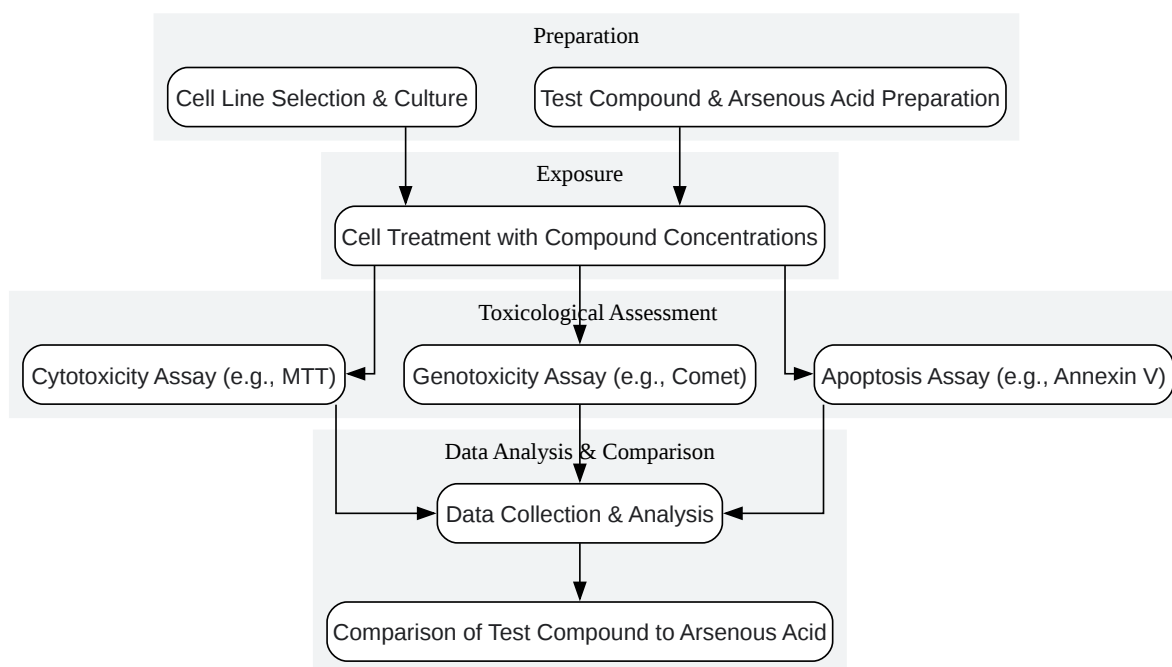 Preparation
Cell Line Selection & Culture
Test Compound & Arsenous Acid Preparation
Exposure
Cell Treatment with Compound Concentrations
Toxicological Assessment
Cytotoxicity Assay (e.g., MTT)
Genotoxicity Assay (e.g., Comet)
Apoptosis Assay (e.g., Annexin V)
Data Analysis & Comparison
Data Collection & Analysis
Comparison of Test Compound to Arsenous Acid